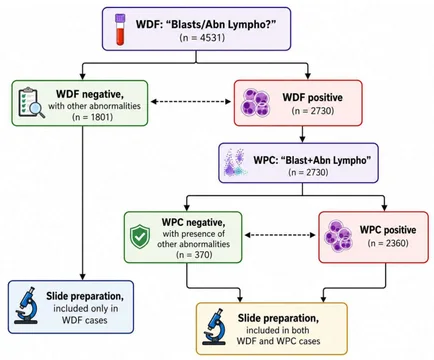 WDF: “Blasts/Abn Lympho?”
(n = 4531)
WDF negative,
with other abnormalities
(n = 1801)
WDF positive
(n = 2730)
WPC: “Blast+Abn Lympho”
(n = 2730)
WPC negative,
with presence of
other abnormalities
(n = 370)
WPC positive
(n = 2360)
Slide preparation,
included only in
WDF cases
Slide preparation,
included in both
WDF and WPC cases